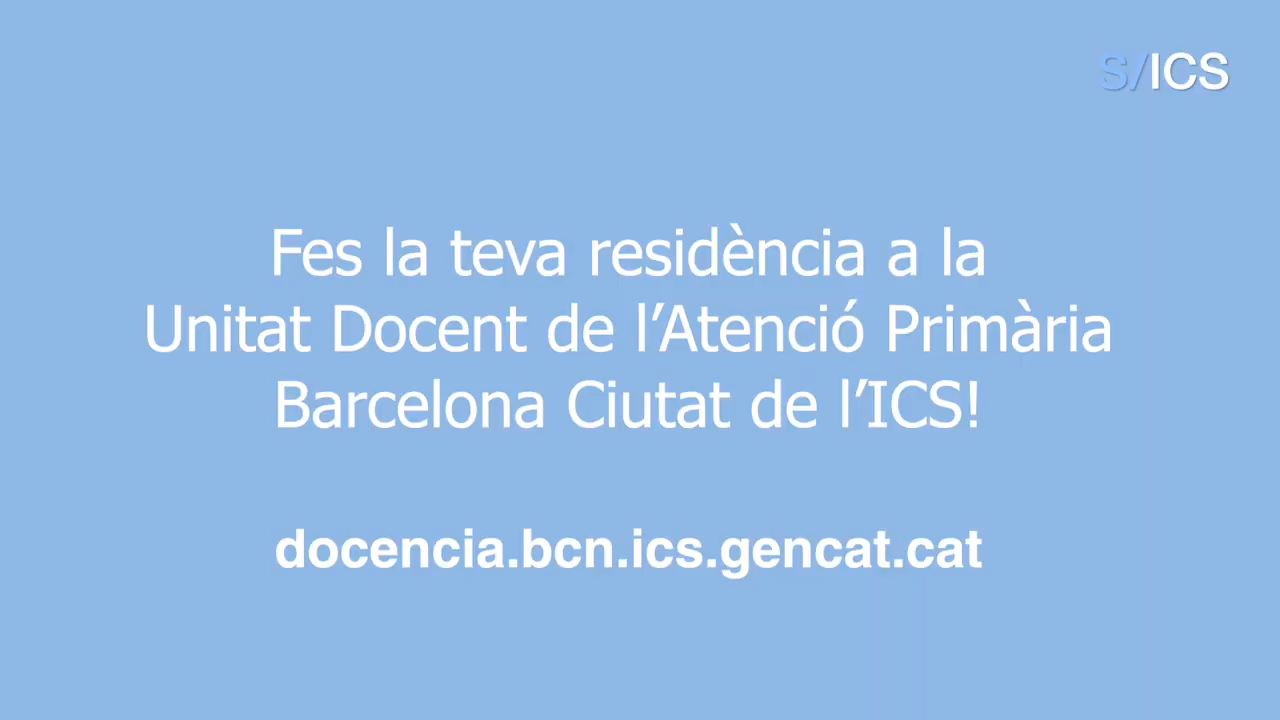 S/ICS
Fes la teva residència a la
Unitat Docent de l’Atenció Primària
Barcelona Ciutat de l’ICS!
docencia.bcn.ics.gencat.cat